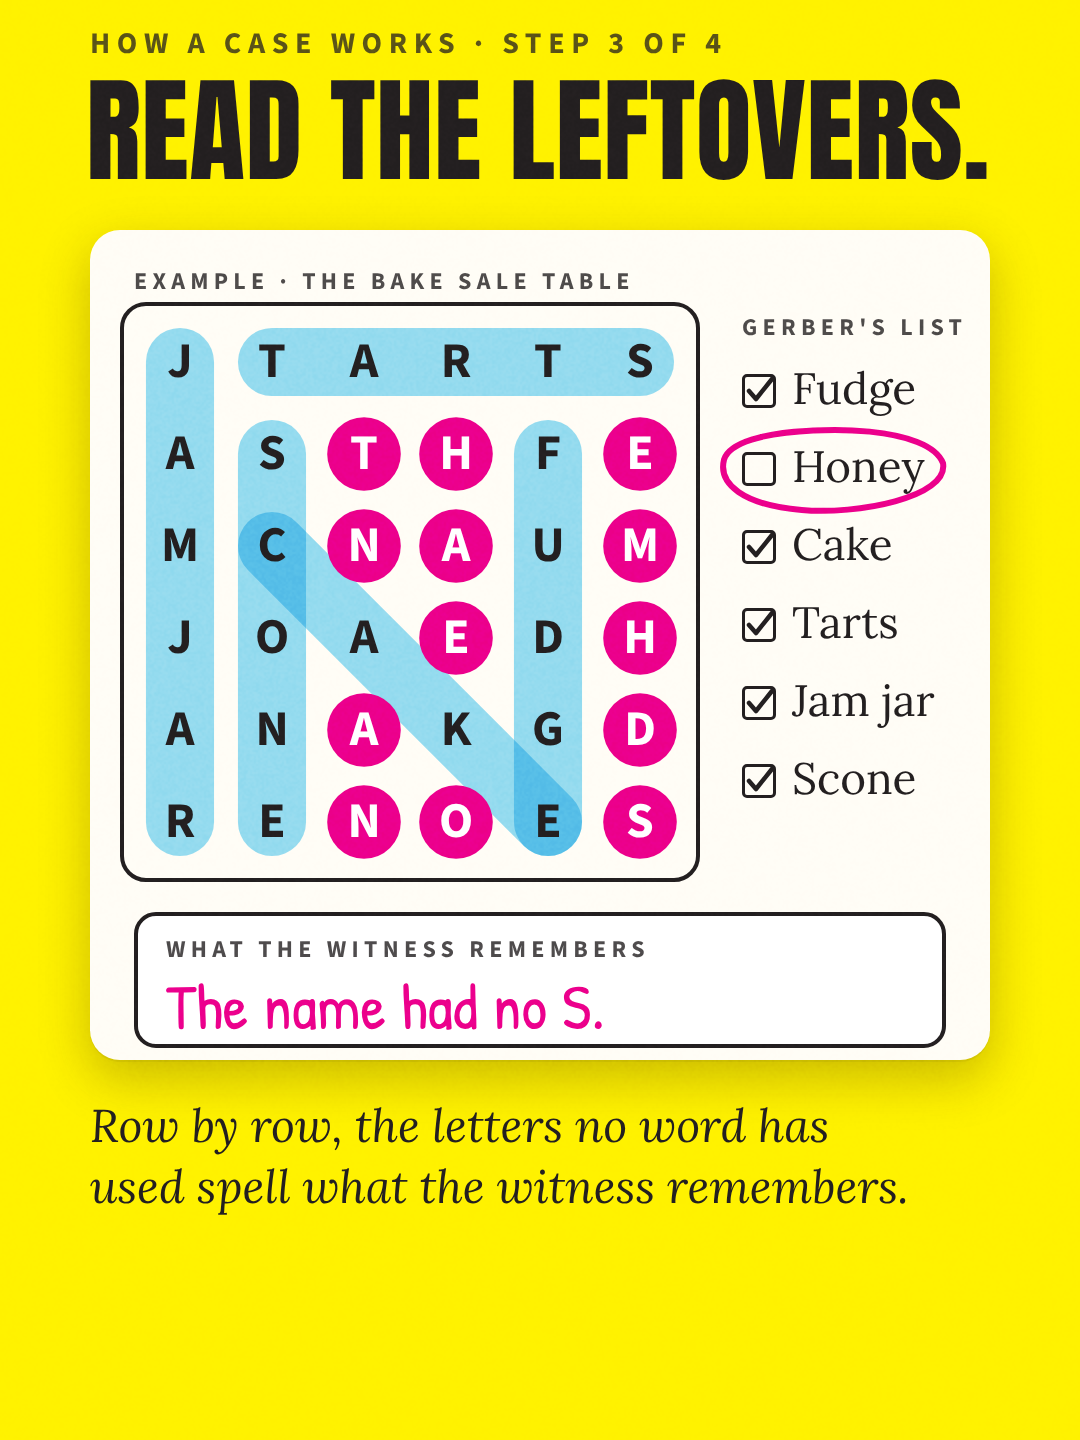 HOW A CASE WORKS · STEP 3 OF 4
READ THE LEFTOVERS.
EXAMPLE · THE BAKE SALE TABLE
J T A R T S
A S T H F E
M C N A U M
J O A E D H
A N A K G D
R E N O E S
GERBER'S LIST
Fudge
Honey
Cake
Tarts
Jam jar
Scone
WHAT THE WITNESS REMEMBERS
The name had no S.
Row by row, the letters no word has
used spell what the witness remembers.